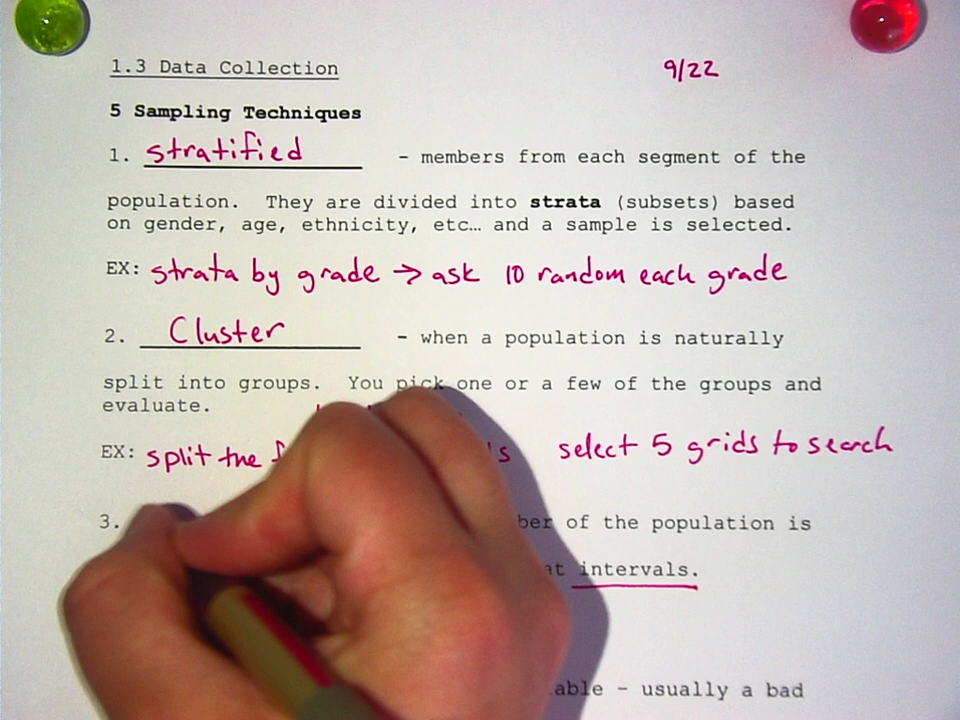 1.3 Data Collection 9/22
5 Sampling Techniques
1. stratified - members from each segment of the
population. They are divided into strata (subsets) based
on gender, age, ethnicity, etc… and a sample is selected.
EX: strata by grade → ask 10 random each grade
2. Cluster - when a population is naturally
split into groups. You pick one or a few of the groups and
evaluate.
EX: split the select 5 grids to search
3. of the population is
at intervals.
- usually a bad